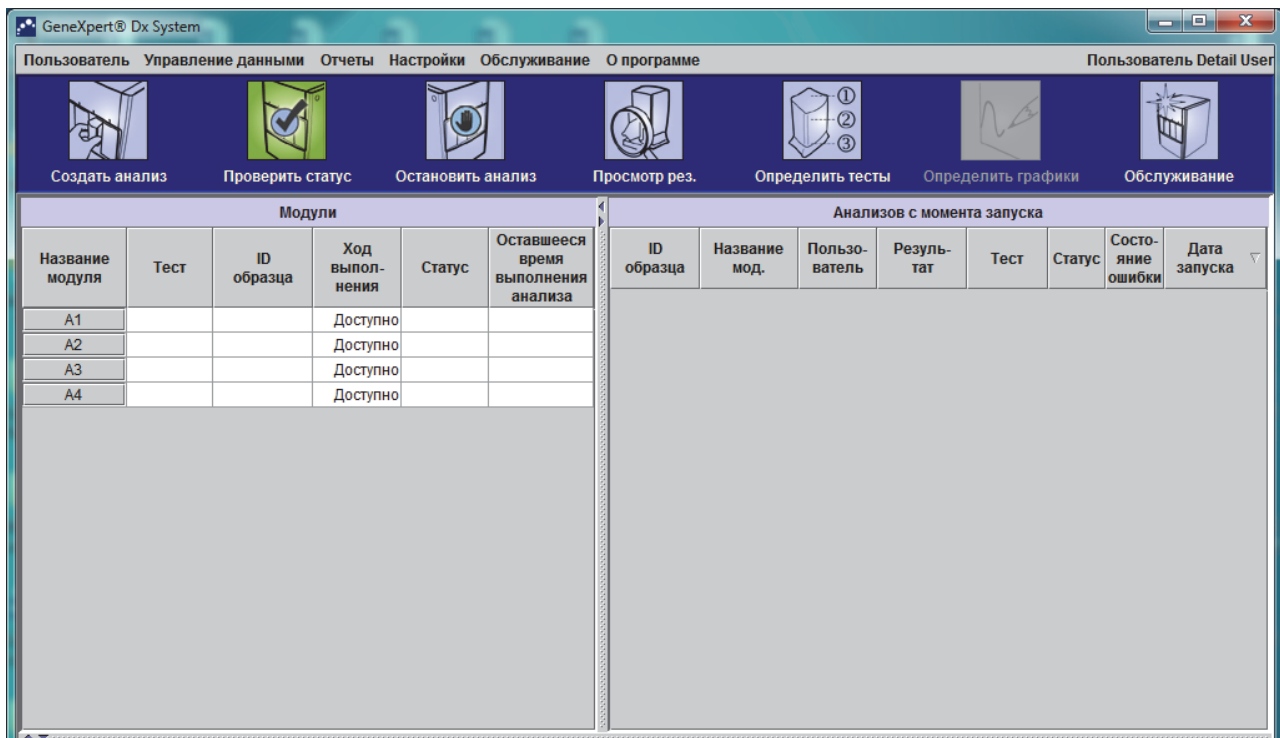 GeneXpert® Dx System
Пользователь Управление данными Отчеты Настройки Обслуживание О программе Пользователь Detail User
① ② ③
Создать анализ Проверить статус Остановить анализ Просмотр рез. Определить тесты Определить графики Обслуживание
Модули
Название модуля
Тест
ID образца
Ход выпол-
нения
Статус
Оставшееся время выполнения анализа
A1 Доступно
A2 Доступно
A3 Доступно
A4 Доступно
Анализов с момента запуска
ID образца
Название мод.
Пользо-
ватель
Резуль-
тат
Тест
Статус
Состо-
яние ошибки
Дата запуска